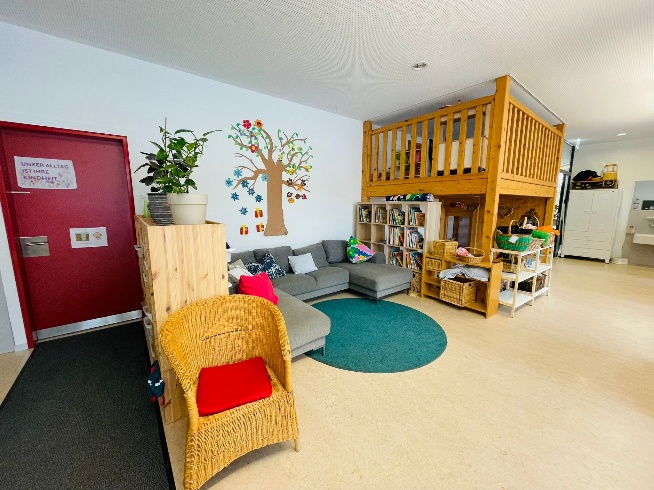 UNSER ALLTAG
IST IHRE
KINDHEIT